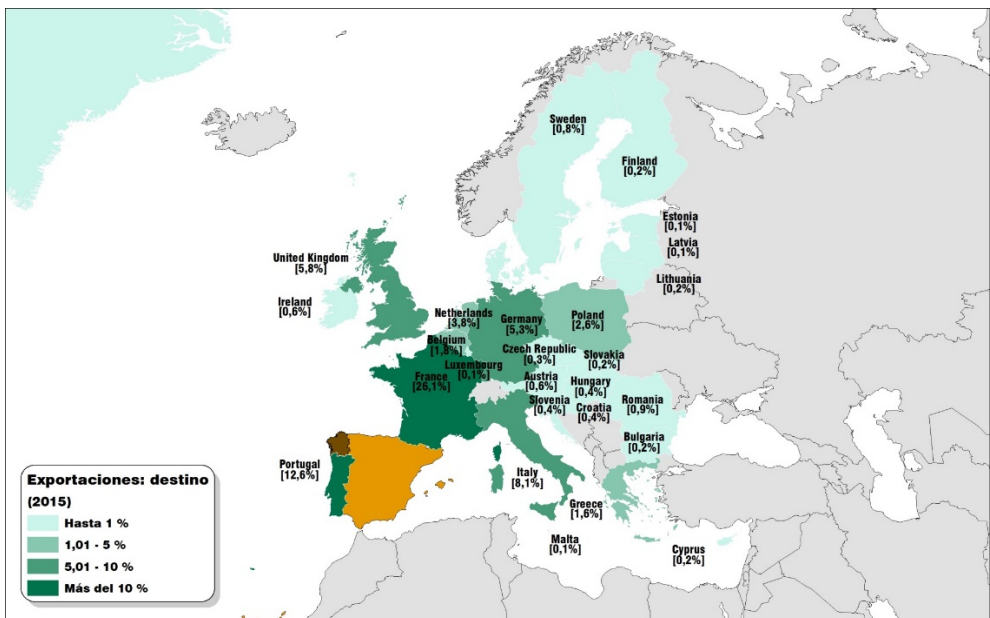 Sweden
[0,8%]
Finland
[0,2%]
Estonia
[0,1%]
Latvia
[0,1%]
Lithuania
[0,2%]
United Kingdom
[5,8%]
Ireland
[0,6%]
Netherlands
[3,8%]
Germany
[5,3%]
Poland
[2,6%]
Belgium
[1,8%]
Czech Republic
[0,3%]
Slovakia
[0,2%]
Luxembourg
[0,1%]
France
[26,1%]
Austria
[0,6%]
Hungary
[0,4%]
Slovenia
[0,4%]
Croatia
[0,4%]
Romania
[0,9%]
Bulgaria
[0,2%]
Portugal
[12,6%]
Italy
[8,1%]
Greece
[1,6%]
Malta
[0,1%]
Cyprus
[0,2%]
Exportaciones: destino
(2015)
Hasta 1 %
1,01 - 5 %
5,01 - 10 %
Más del 10 %